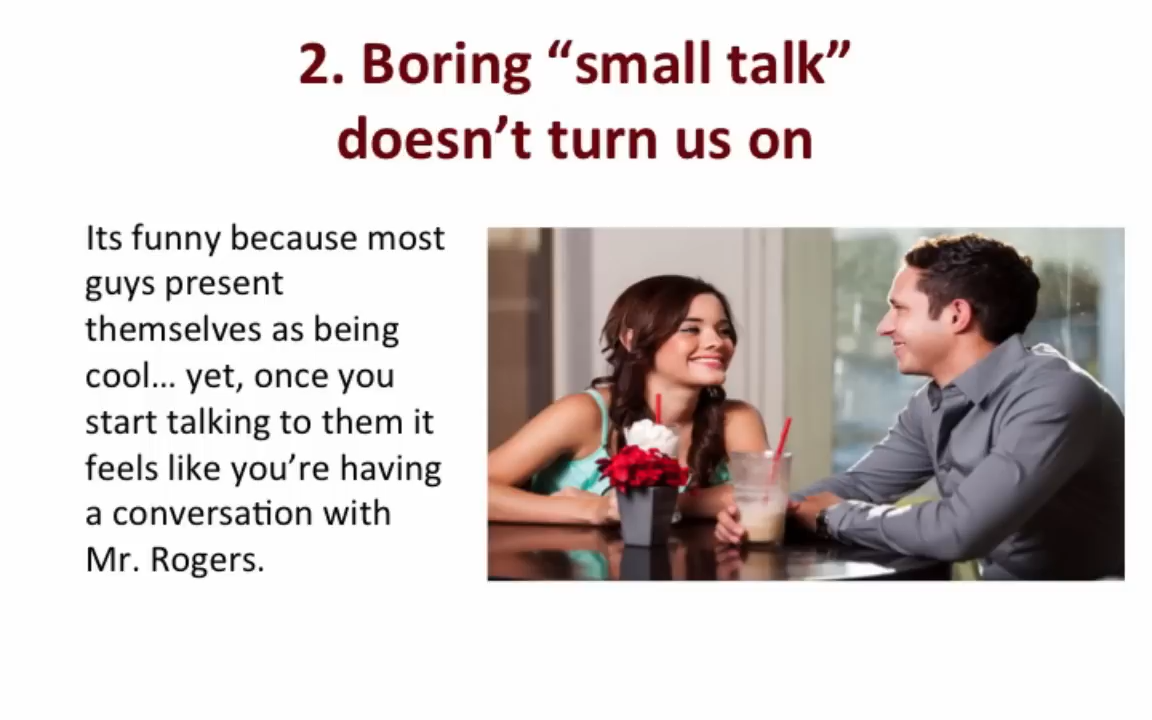 2. Boring “small talk”
doesn’t turn us on
Its funny because most
guys present
themselves as being
cool… yet, once you
start talking to them it
feels like you’re having
a conversation with
Mr. Rogers.